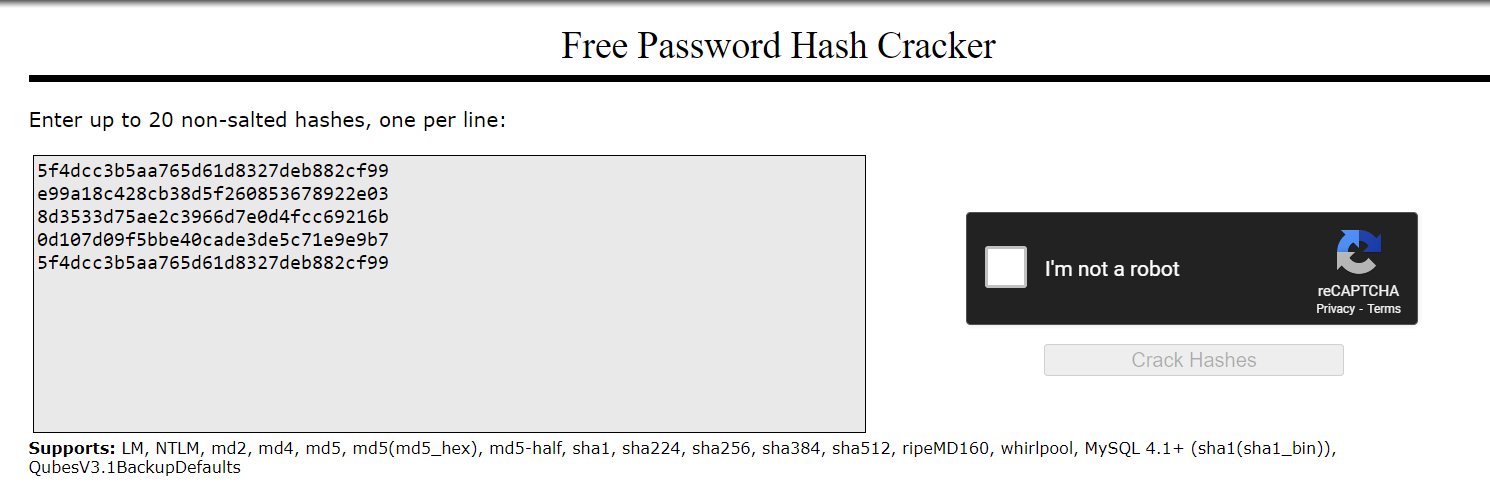 Free Password Hash Cracker
Enter up to 20 non-salted hashes, one per line:
5f4dcc3b5aa765d61d8327deb882cf99
e99a18c428cb38d5f260853678922e03
8d3533d75ae2c3966d7e0d4fcc69216b
0d107d09f5bbe40cade3de5c71e9e9b7
5f4dcc3b5aa765d61d8327deb882cf99
I'm not a robot
reCAPTCHA
Privacy - Terms
Crack Hashes
Supports: LM, NTLM, md2, md4, md5, md5(md5_hex), md5-half, sha1, sha224, sha256, sha384, sha512, ripeMD160, whirlpool, MySQL 4.1+ (sha1(sha1_bin)),
QubesV3.1BackupDefaults